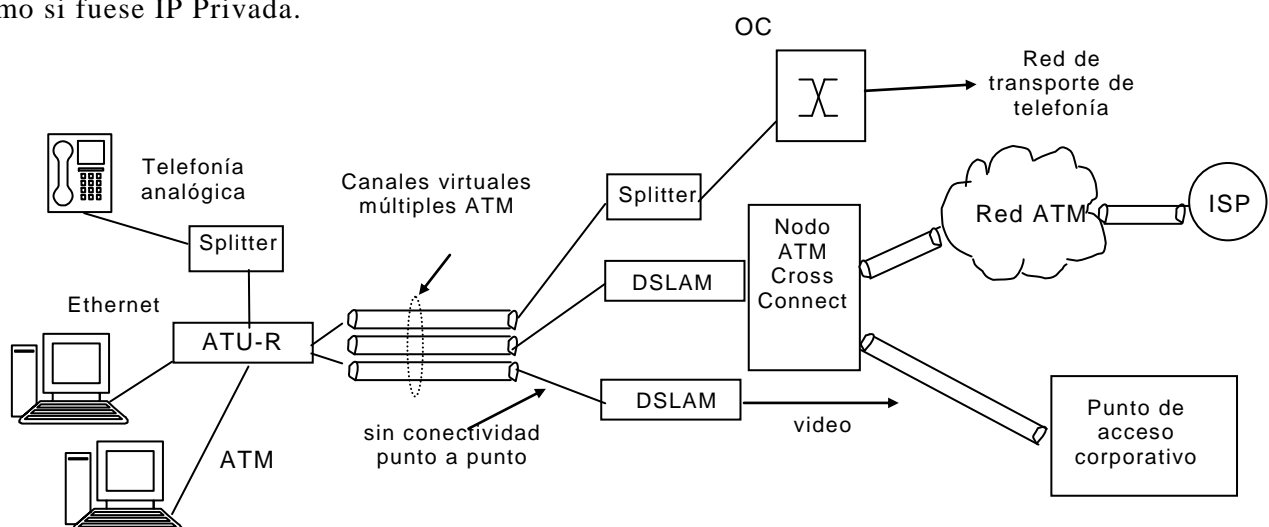 mo si fuese IP Privada.
OC
Red de
transporte de
telefonía
Telefonía
analógica
Canales virtuales
múltiples ATM
Splitter
Splitter
Red ATM
ISP
Nodo
ATM
Cross
Connect
DSLAM
Ethernet
ATU-R
DSLAM
video
Punto de
acceso
corporativo
sin conectividad
punto a punto
ATM